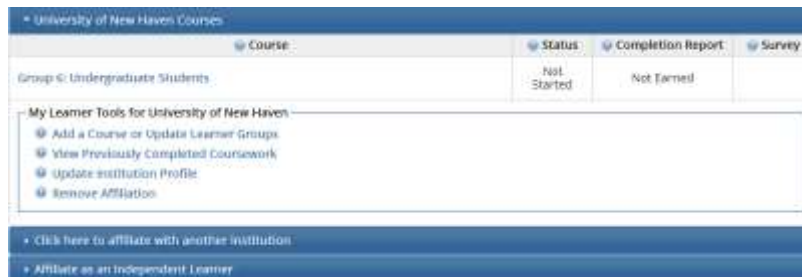 University of New Haven Courses
Course Status Completion Report Survey
Group 6: Undergraduate Students Not Started Not Earned
My Learner Tools for University of New Haven
Add a Course or Update Learner Groups
View Previously Completed Coursework
Update Institution Profile
Remove Affiliation
Click here to affiliate with another institution
Affiliate as an Independent Learner